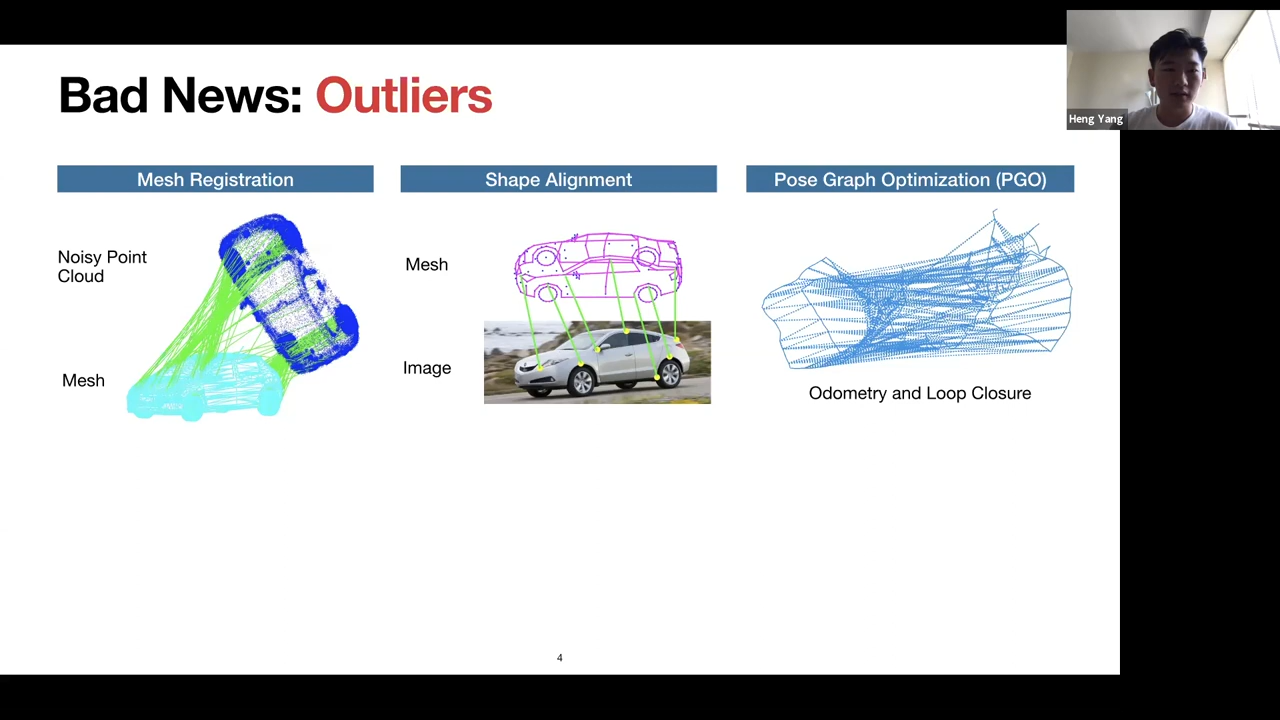 Bad News: Outliers
Heng Yang
Mesh Registration
Shape Alignment
Pose Graph Optimization (PGO)
Noisy Point
Cloud
Mesh
Mesh
Image
Odometry and Loop Closure
4